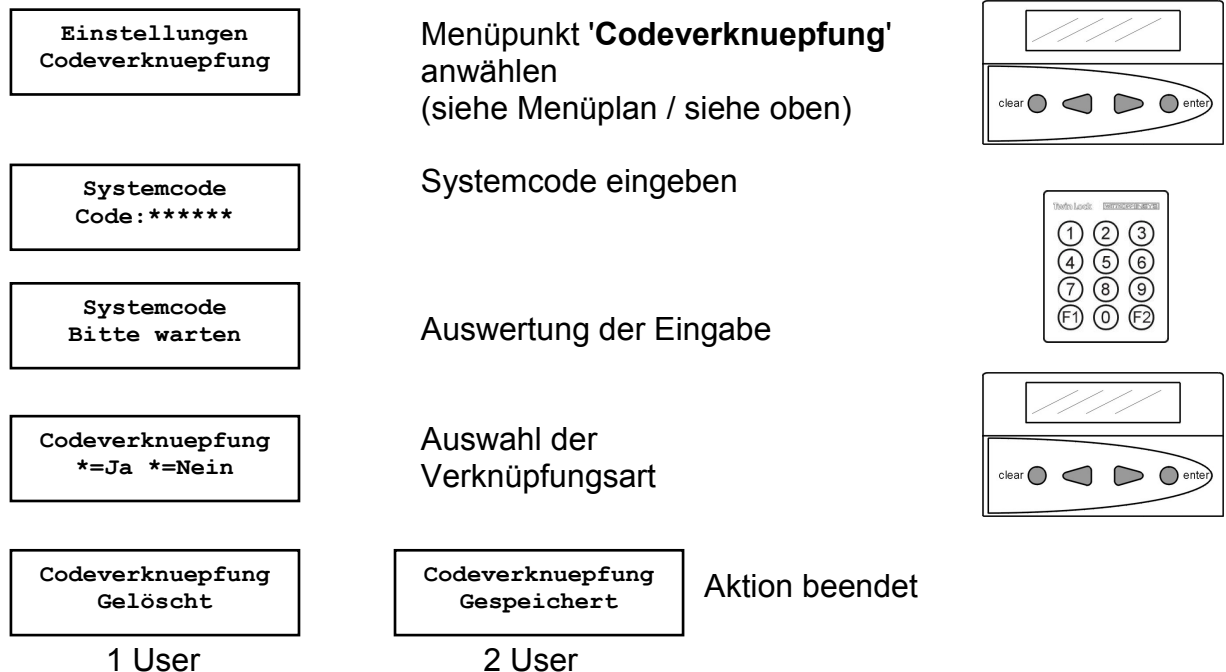 Einstellungen
Codeverknuepfung
Menüpunkt 'Codeverknuepfung'
anwählen
(siehe Menüplan / siehe oben)
clear
enter
Systemcode
Code:******
Systemcode eingeben
Twin Lock
1 2 3
4 5 6
7 8 9
F1 0 F2
Systemcode
Bitte warten
Auswertung der Eingabe
Codeverknuepfung
*=Ja *=Nein
Auswahl der
Verknüpfungsart
clear
enter
Codeverknuepfung
Gelöscht
Codeverknuepfung
Gespeichert
Aktion beendet
1 User
2 User